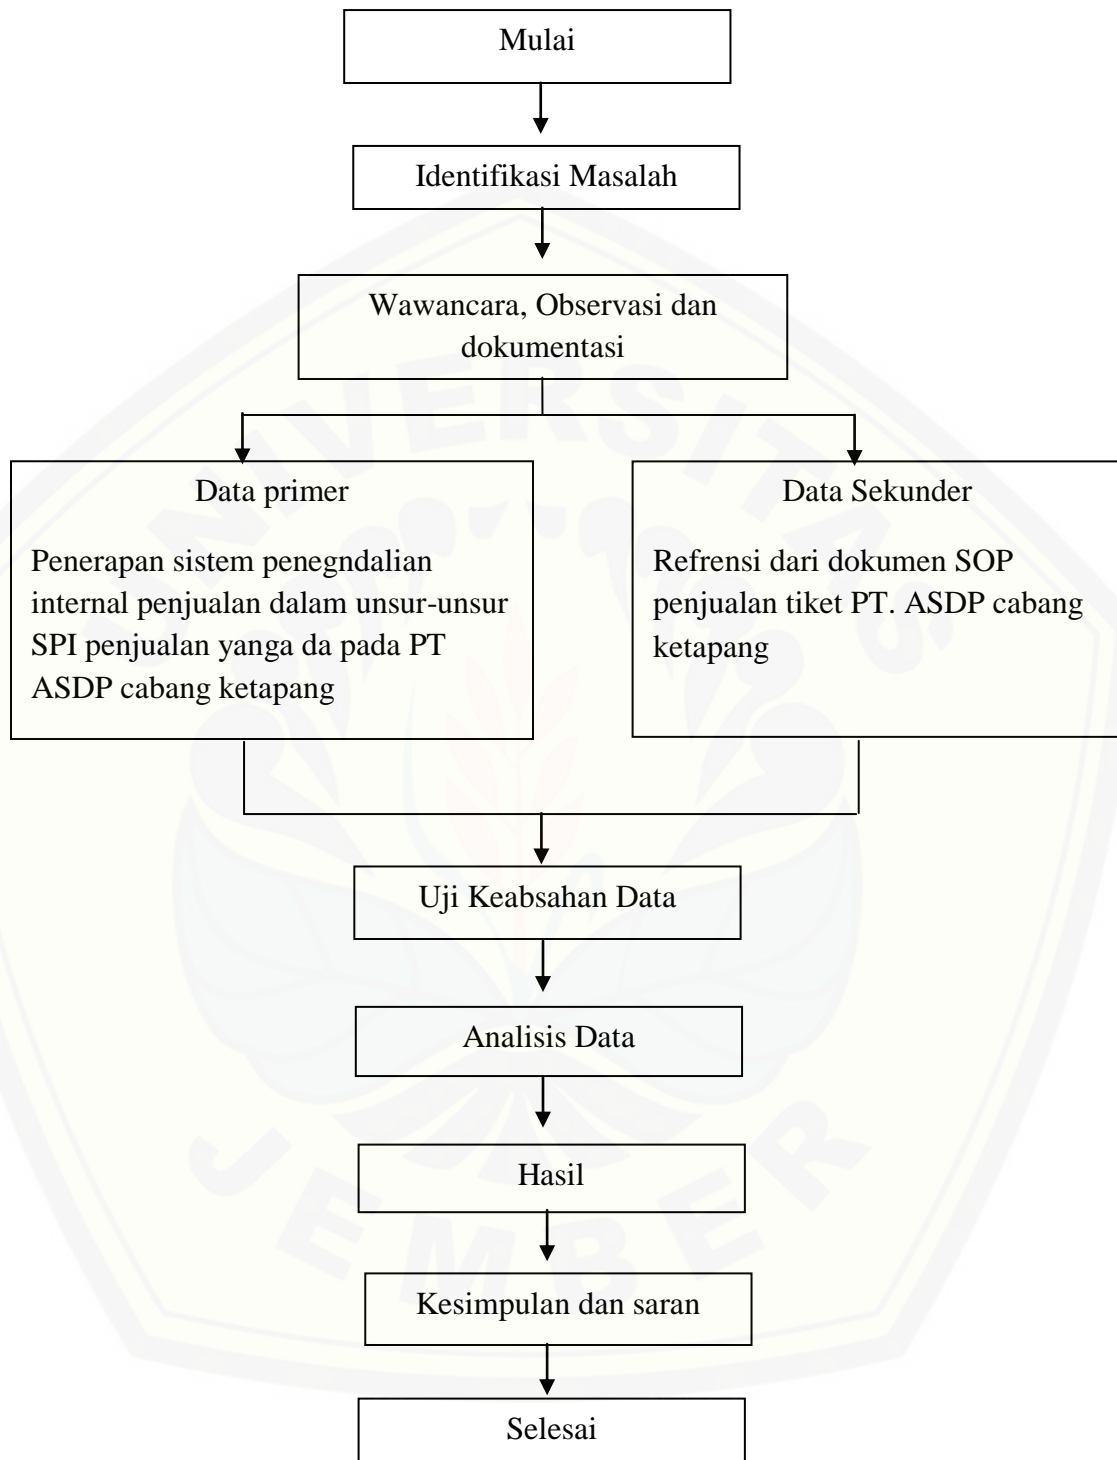 Mulai
Identifikasi Masalah
Wawancara, Observasi dan
dokumentasi
Data primer
Penerapan sistem penegndalian
internal penjualan dalam unsur-unsur
SPI penjualan yanga da pada PT
ASDP cabang ketapang
Data Sekunder
Refrensi dari dokumen SOP
penjualan tiket PT. ASDP cabang
ketapang
Uji Keabsahan Data
Analisis Data
Hasil
Kesimpulan dan saran
Selesai
UNIVERSITAS
JEMBER